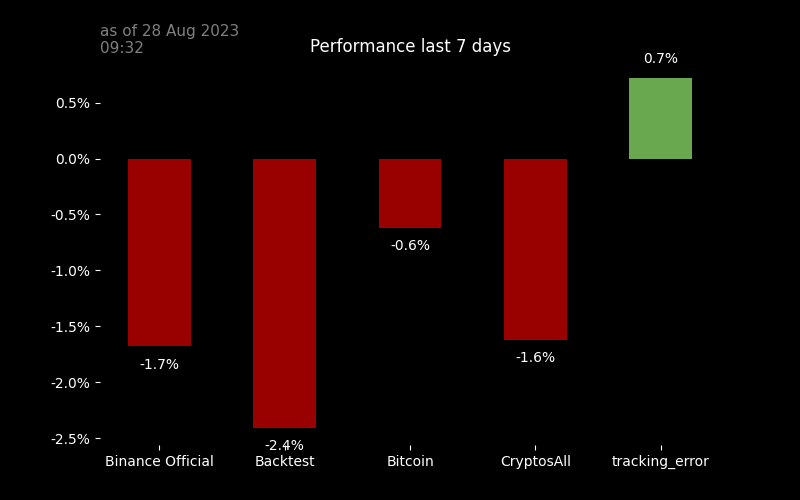 as of 28 Aug 2023
09:32
Performance last 7 days
0.7%
0.5%
0.0%
-0.5%
-0.6%
-1.0%
-1.5%
-1.7%
-1.6%
-2.0%
-2.5%
-2.4%
Binance Official
Backtest
Bitcoin
CryptosAll
tracking_error